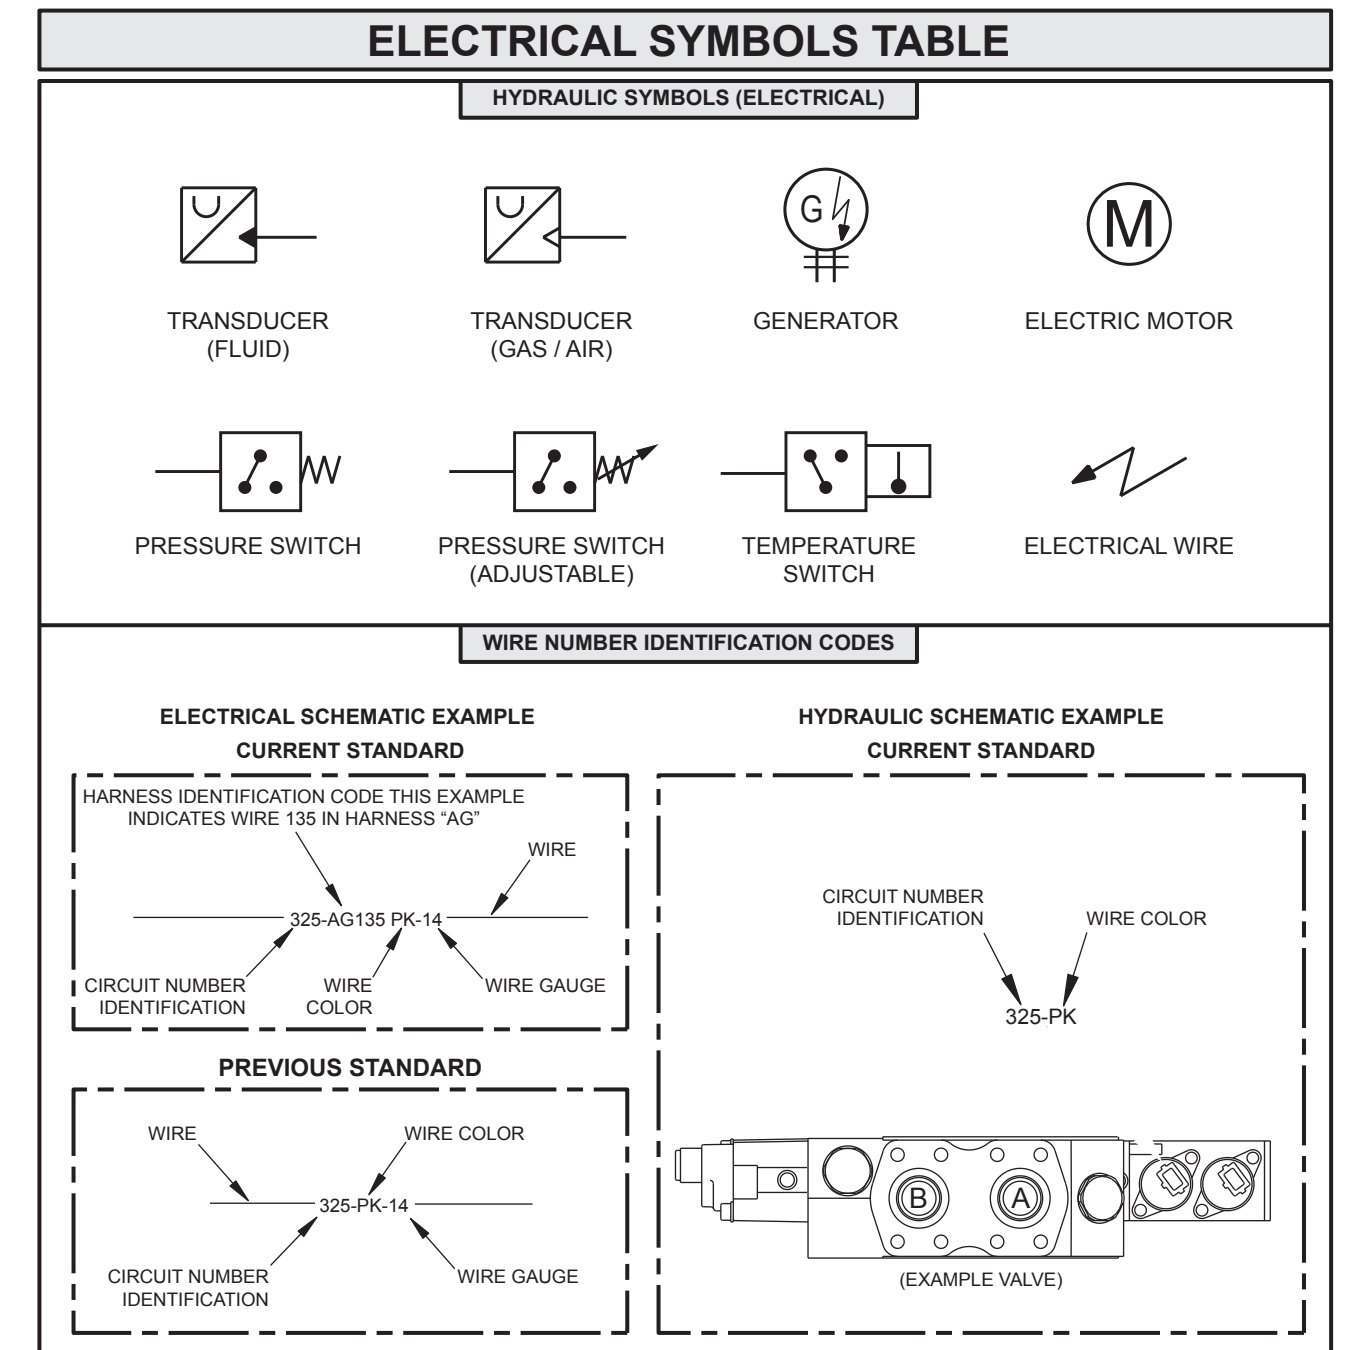 ELECTRICAL SYMBOLS TABLE
HYDRAULIC SYMBOLS (ELECTRICAL)
G
M
TRANSDUCER
(FLUID)
TRANSDUCER
(GAS / AIR)
GENERATOR
ELECTRIC MOTOR
PRESSURE SWITCH
PRESSURE SWITCH
(ADJUSTABLE)
TEMPERATURE
SWITCH
ELECTRICAL WIRE
WIRE NUMBER IDENTIFICATION CODES
ELECTRICAL SCHEMATIC EXAMPLE
CURRENT STANDARD
HARNESS IDENTIFICATION CODE THIS EXAMPLE
INDICATES WIRE 135 IN HARNESS “AG”
WIRE
325-AG135 PK-14
CIRCUIT NUMBER
IDENTIFICATION
WIRE
COLOR
WIRE GAUGE
PREVIOUS STANDARD
WIRE
WIRE COLOR
325-PK-14
CIRCUIT NUMBER
IDENTIFICATION
WIRE GAUGE
HYDRAULIC SCHEMATIC EXAMPLE
CURRENT STANDARD
CIRCUIT NUMBER
IDENTIFICATION
WIRE COLOR
325-PK
B
A
(EXAMPLE VALVE)